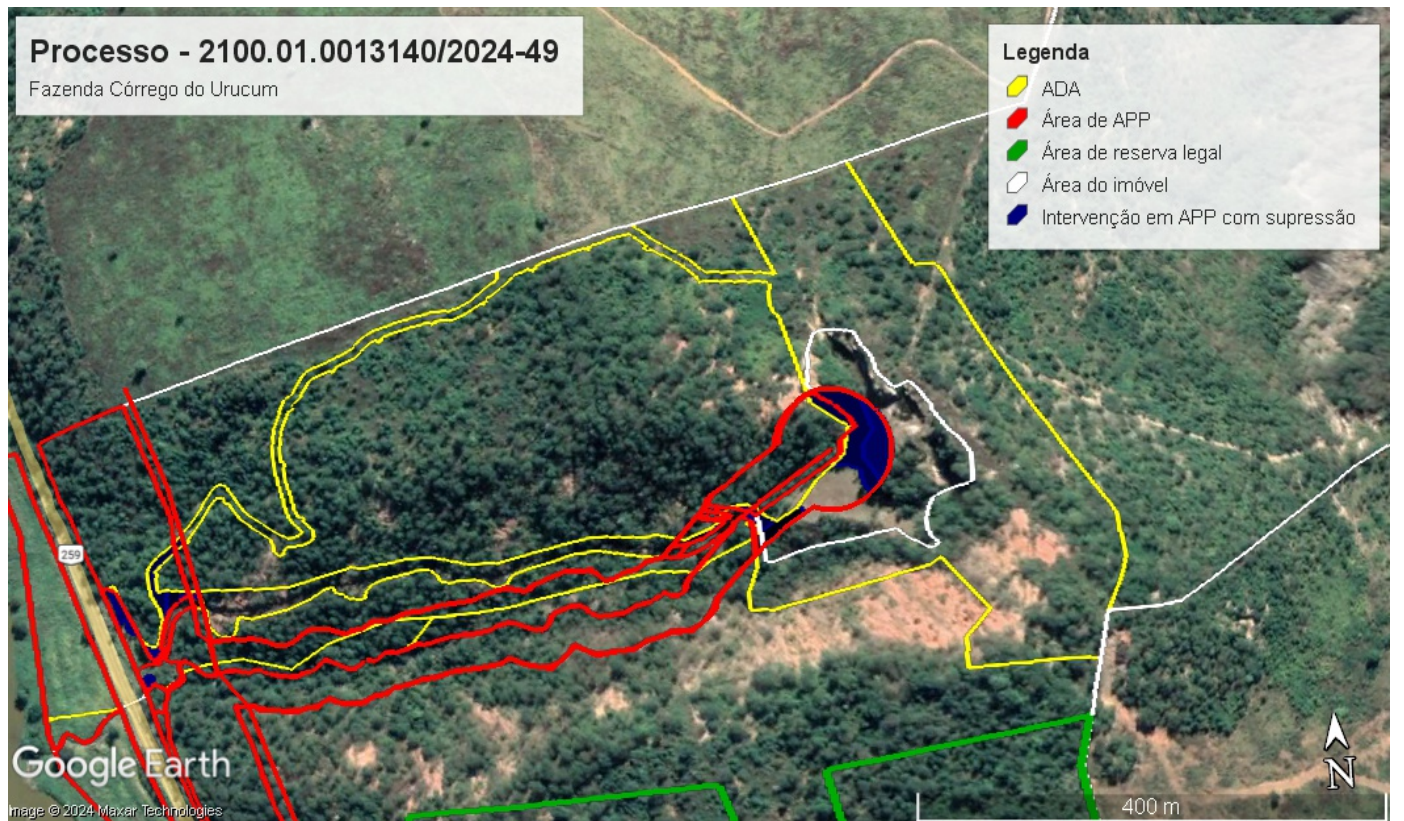 Processo - 2100.01.0013140/2024-49
Fazenda Córrego do Urucum
Legenda
ADA
Área de APP
Área de reserva legal
Área do imóvel
Intervenção em APP com supressão
259
Google Earth
Image © 2024 Maxar Technologies
400 m
N